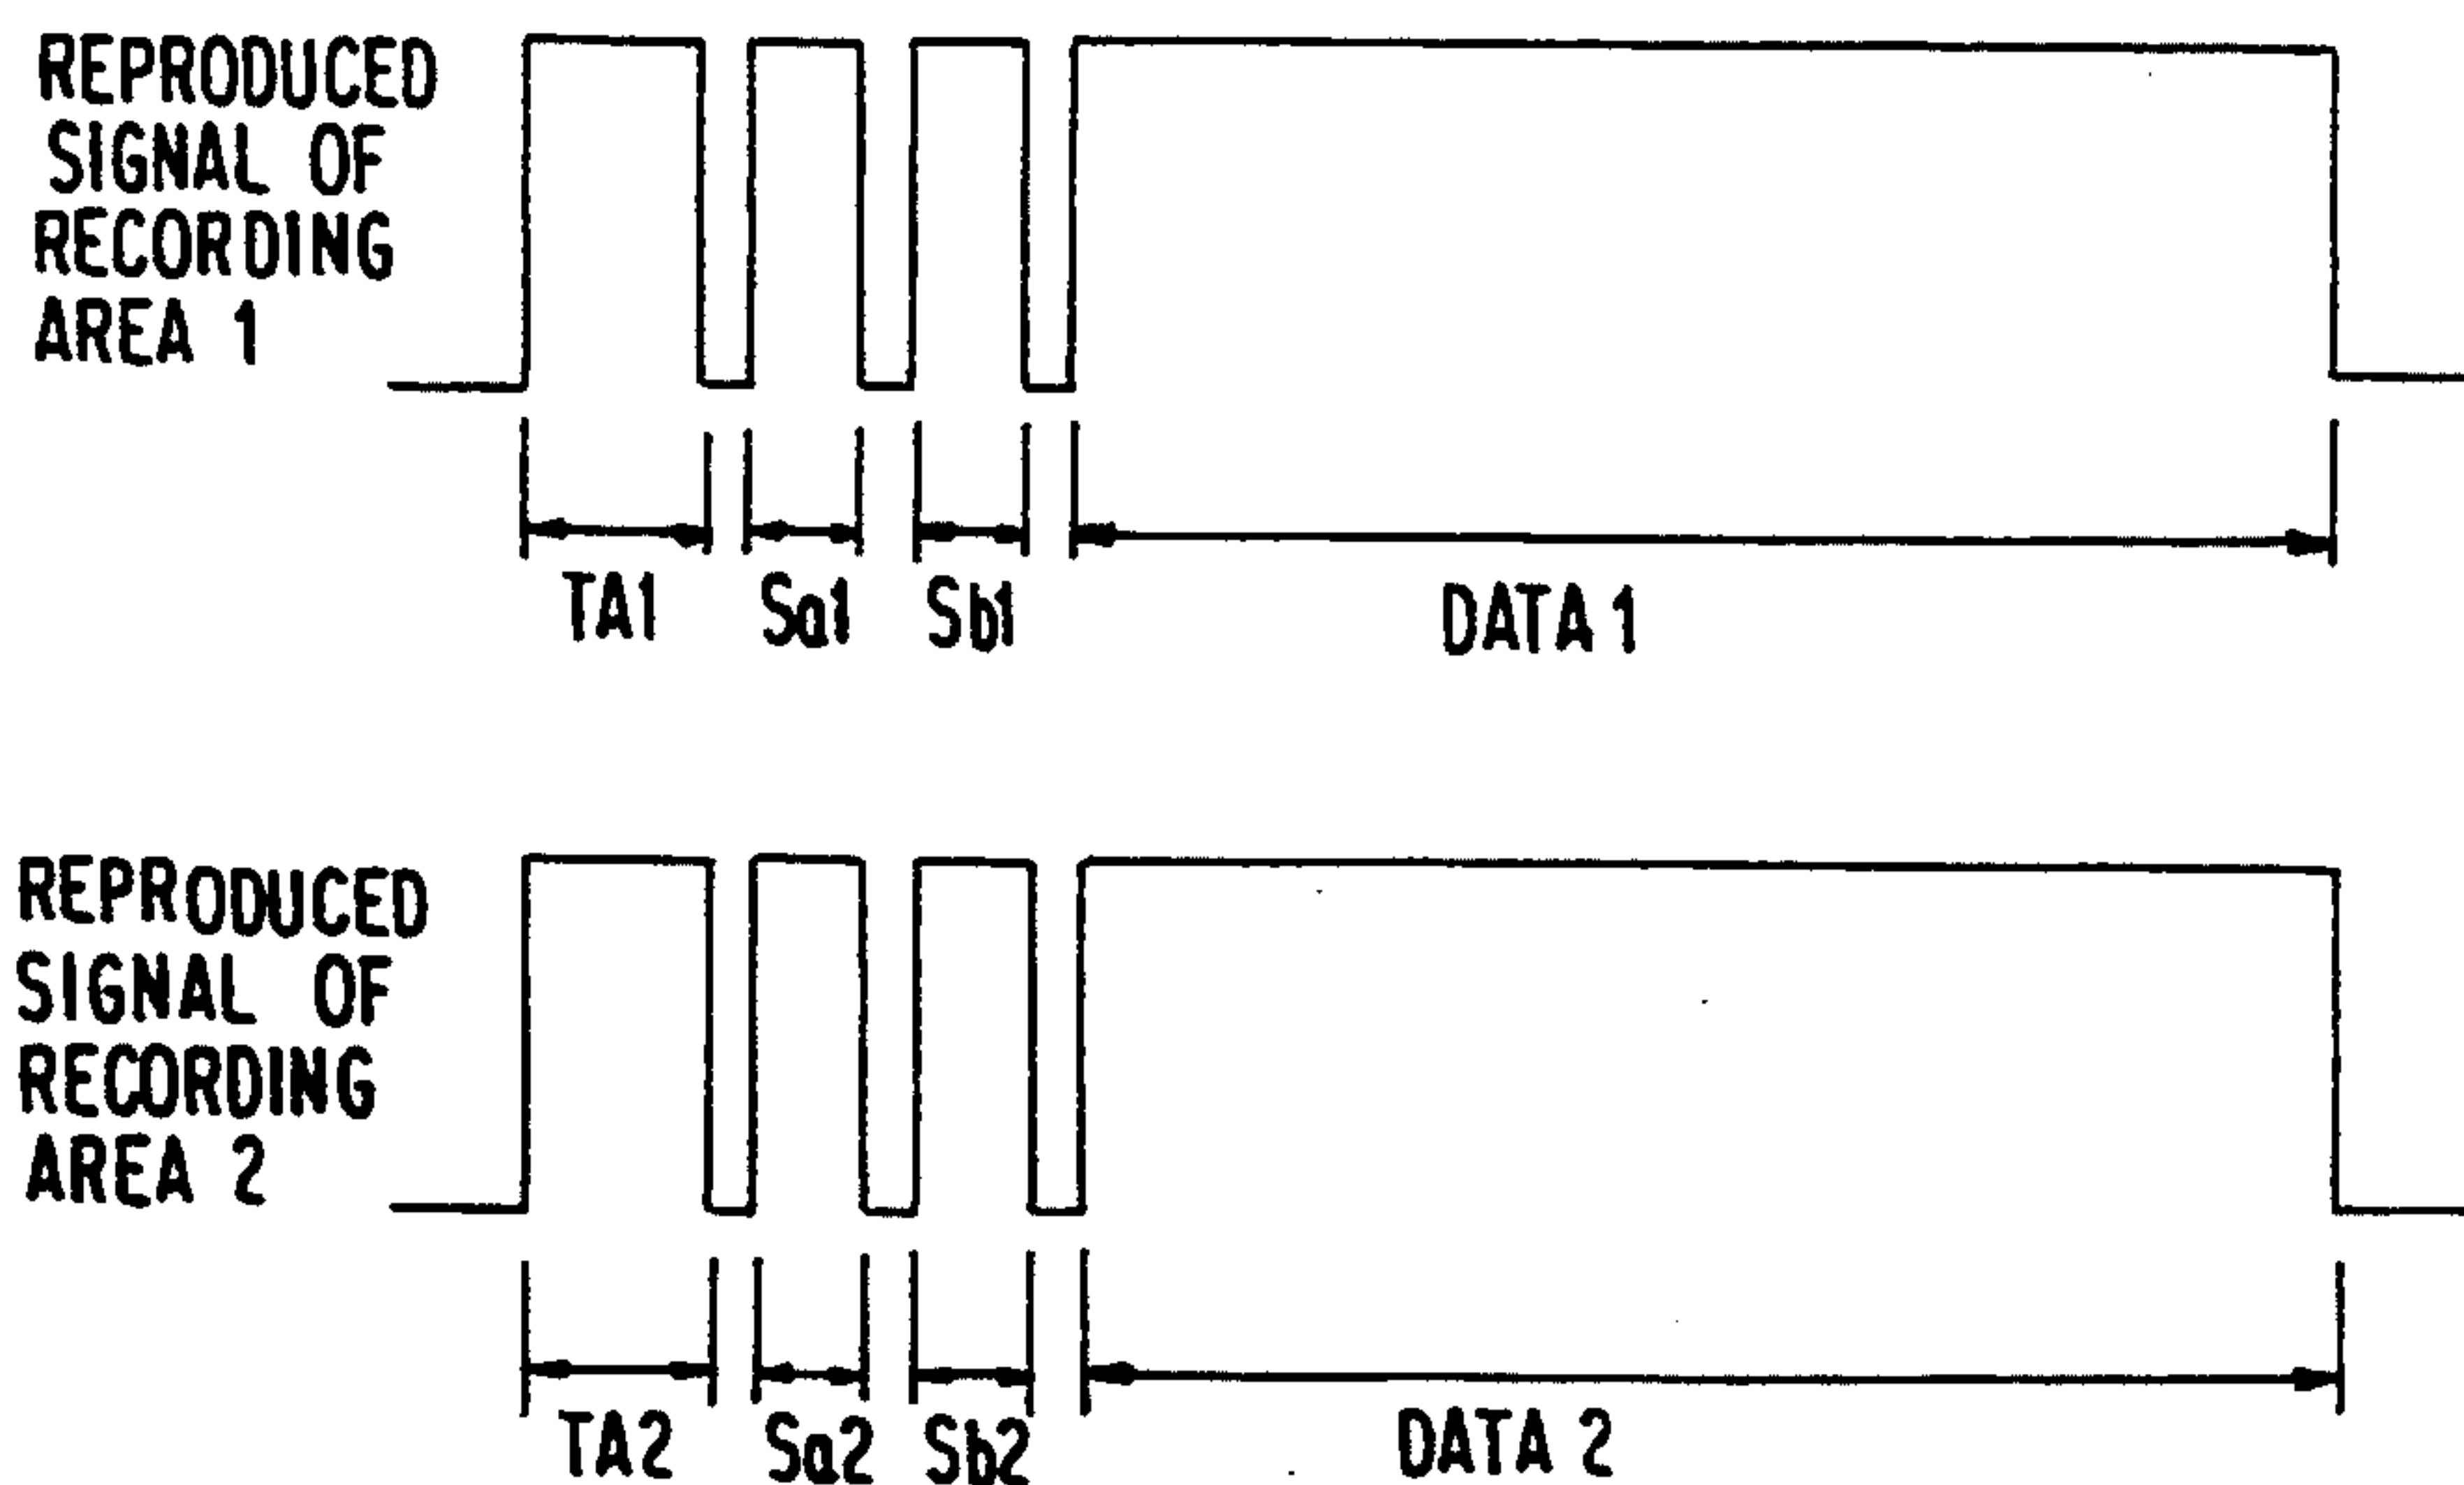 REPRODUCED
SIGNAL OF
RECORDING
AREA 1
TA1
Sa1
Sb1
DATA 1
REPRODUCED
SIGNAL OF
RECORDING
AREA 2
TA2
Sa2
Sb2
DATA 2